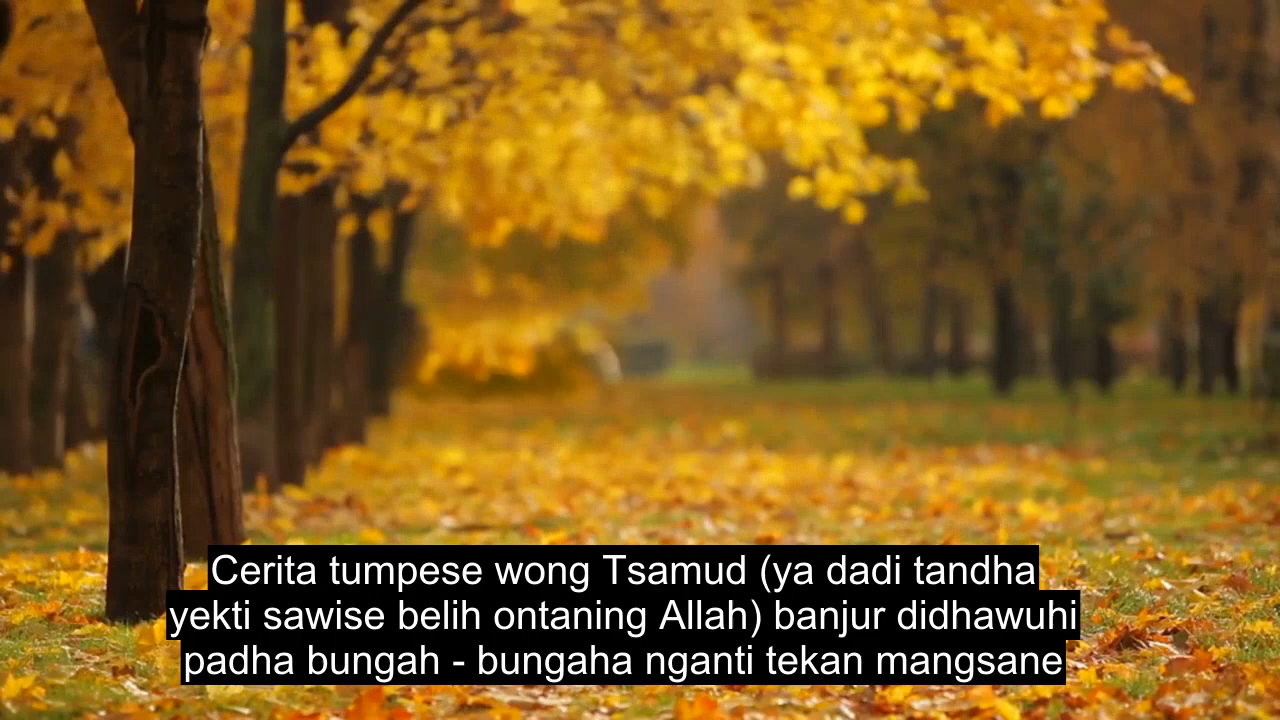 Cerita tumpese wong Tsamud (ya dadi tandha
yekti sawise belih ontaning Allah) banjur didhawuhi
padha bungah - bungaha nganti tekan mangsane